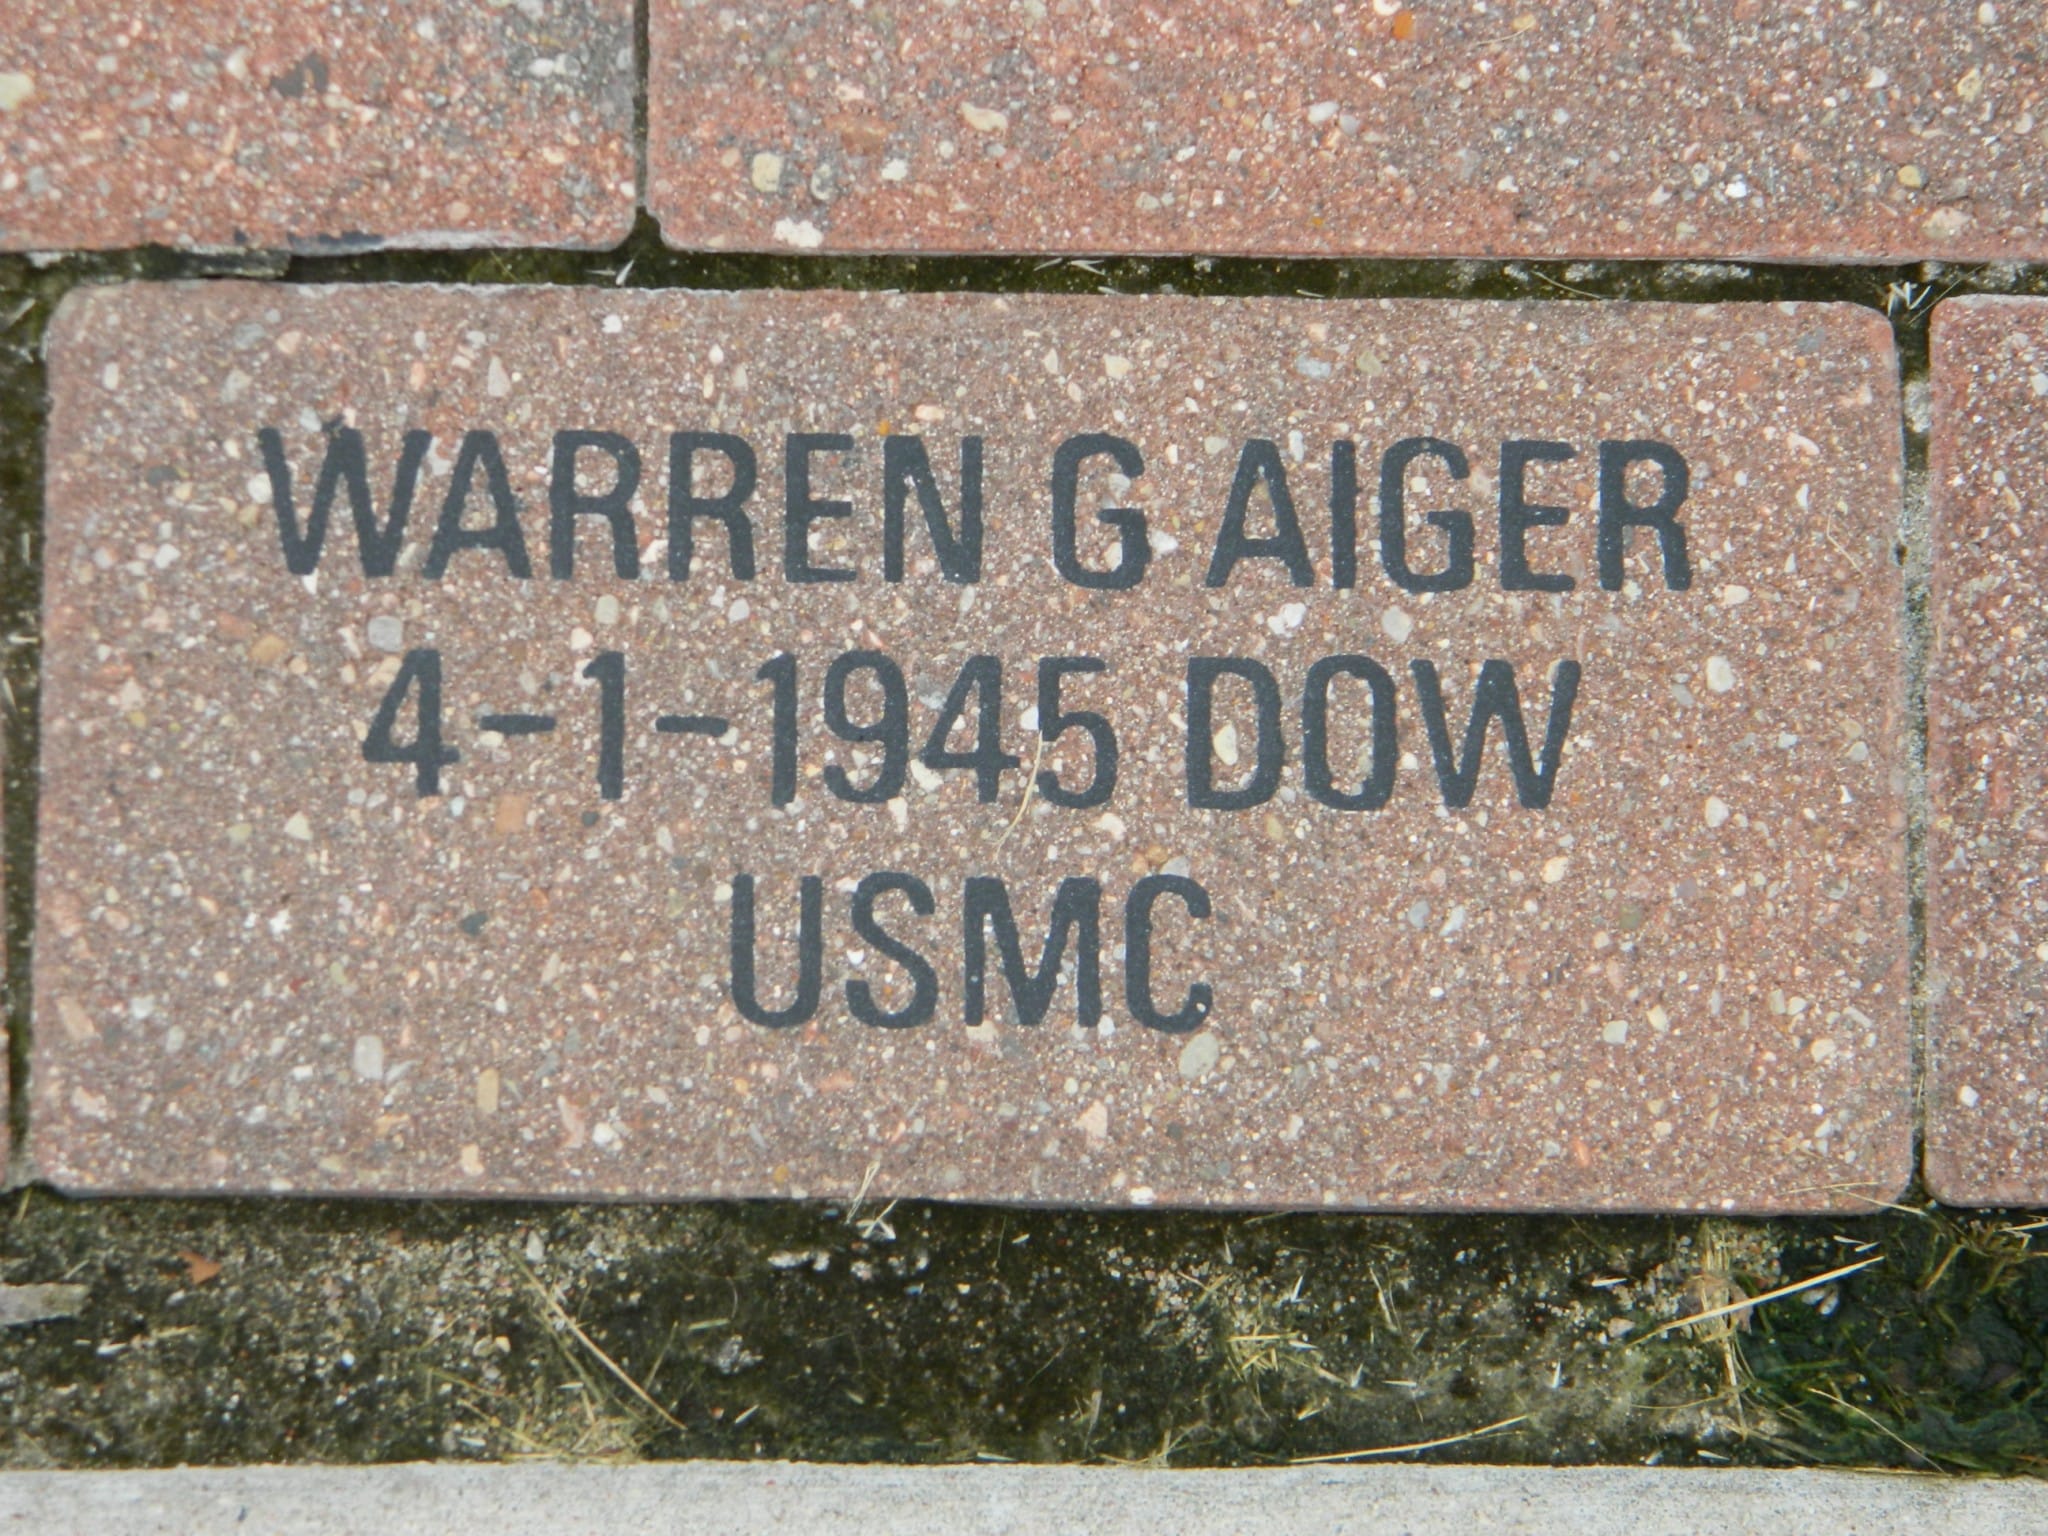 WARREN G AIGER
4-1-1945 DOW
USMC